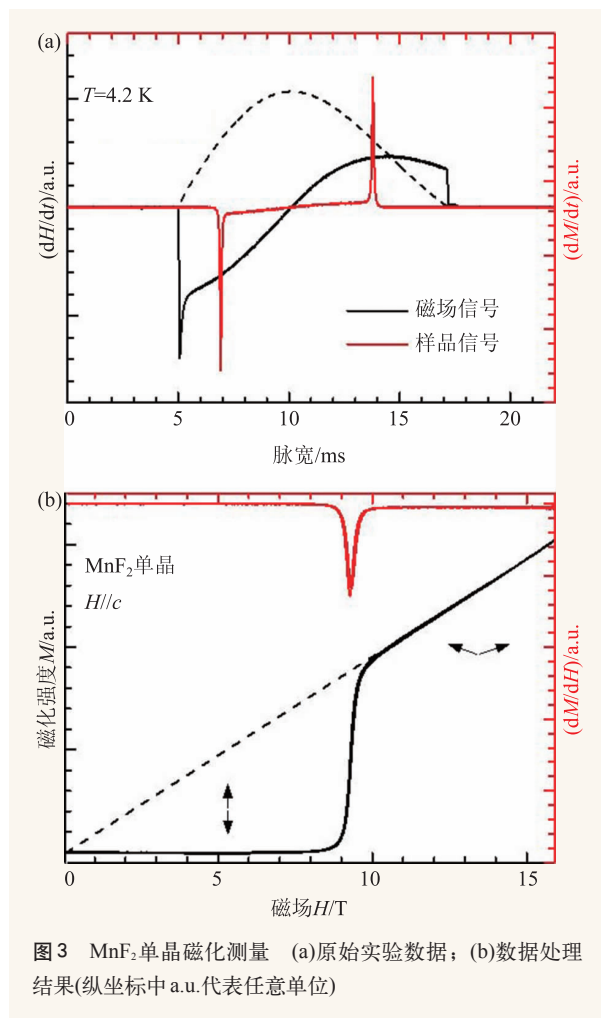 (a)
T=4.2 K
(dH/dt)/a.u.
(dM/dt)/a.u.
磁场信号
样品信号
0 5 10 15 20
脉宽/ms
(b)
MnF₂单晶
H//c
磁化强度M/a.u.
(dM/dH)/a.u.
0 5 10 15
磁场H/T
图3 MnF₂单晶磁化测量 (a)原始实验数据；(b)数据处理
结果(纵坐标中a.u.代表任意单位)